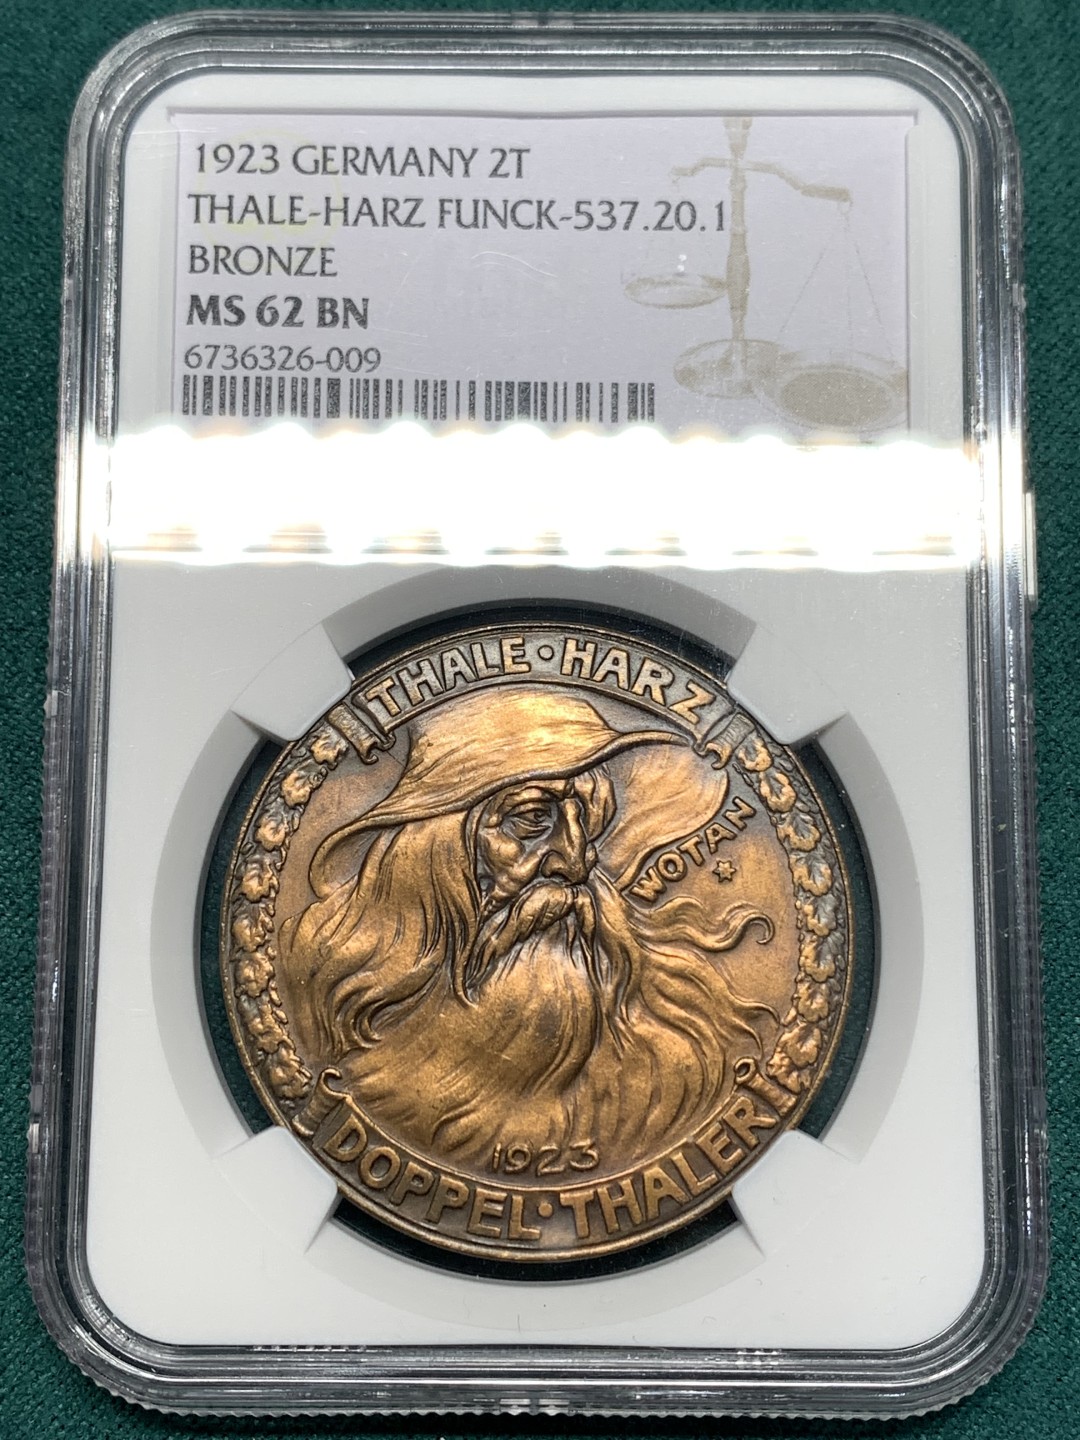 1923 GERMANY 2T
THALE-HARZ FUNCK-537.20.1
BRONZE
MS 62 BN
6736326-009
THALE • HARZ
WOTAN
1923
DOPPEL • THALER